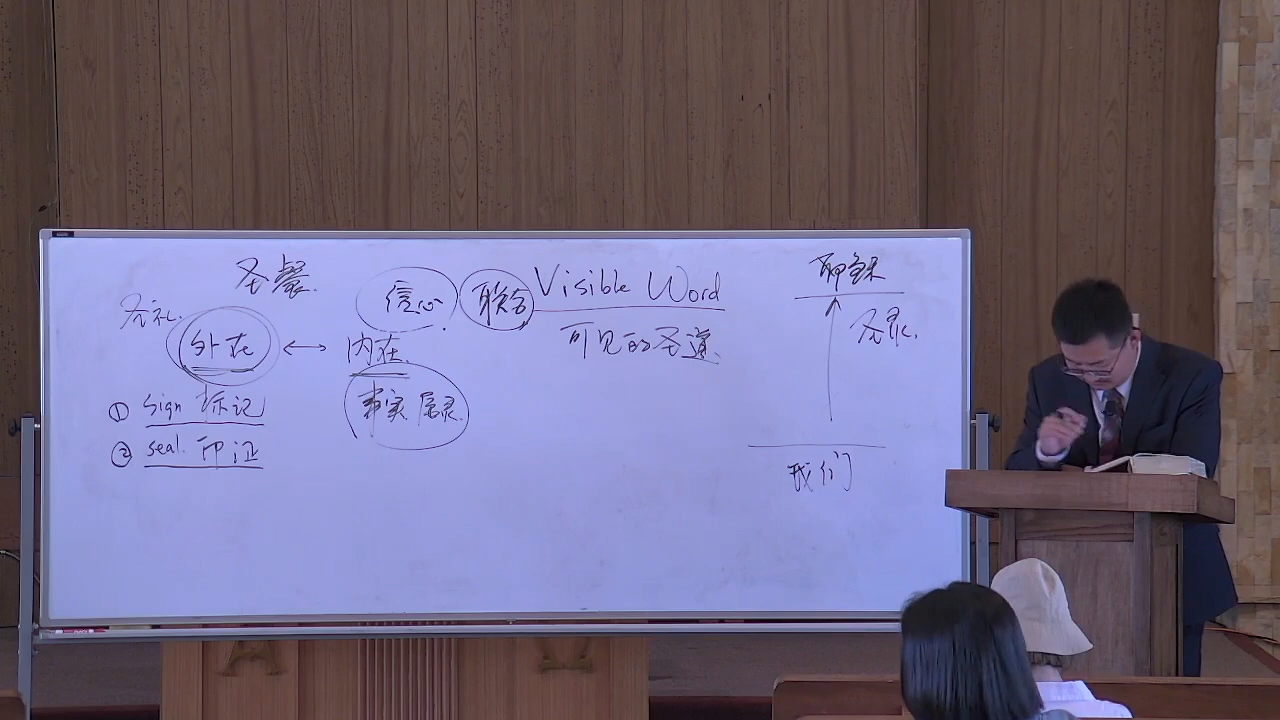 圣餐.
圣礼.
外在 ↔ 内在.
信心.
联合
事实 属灵.
① Sign 标记
② seal. 印证
Visible Word
可见的圣道.
耶稣
圣灵.
我们